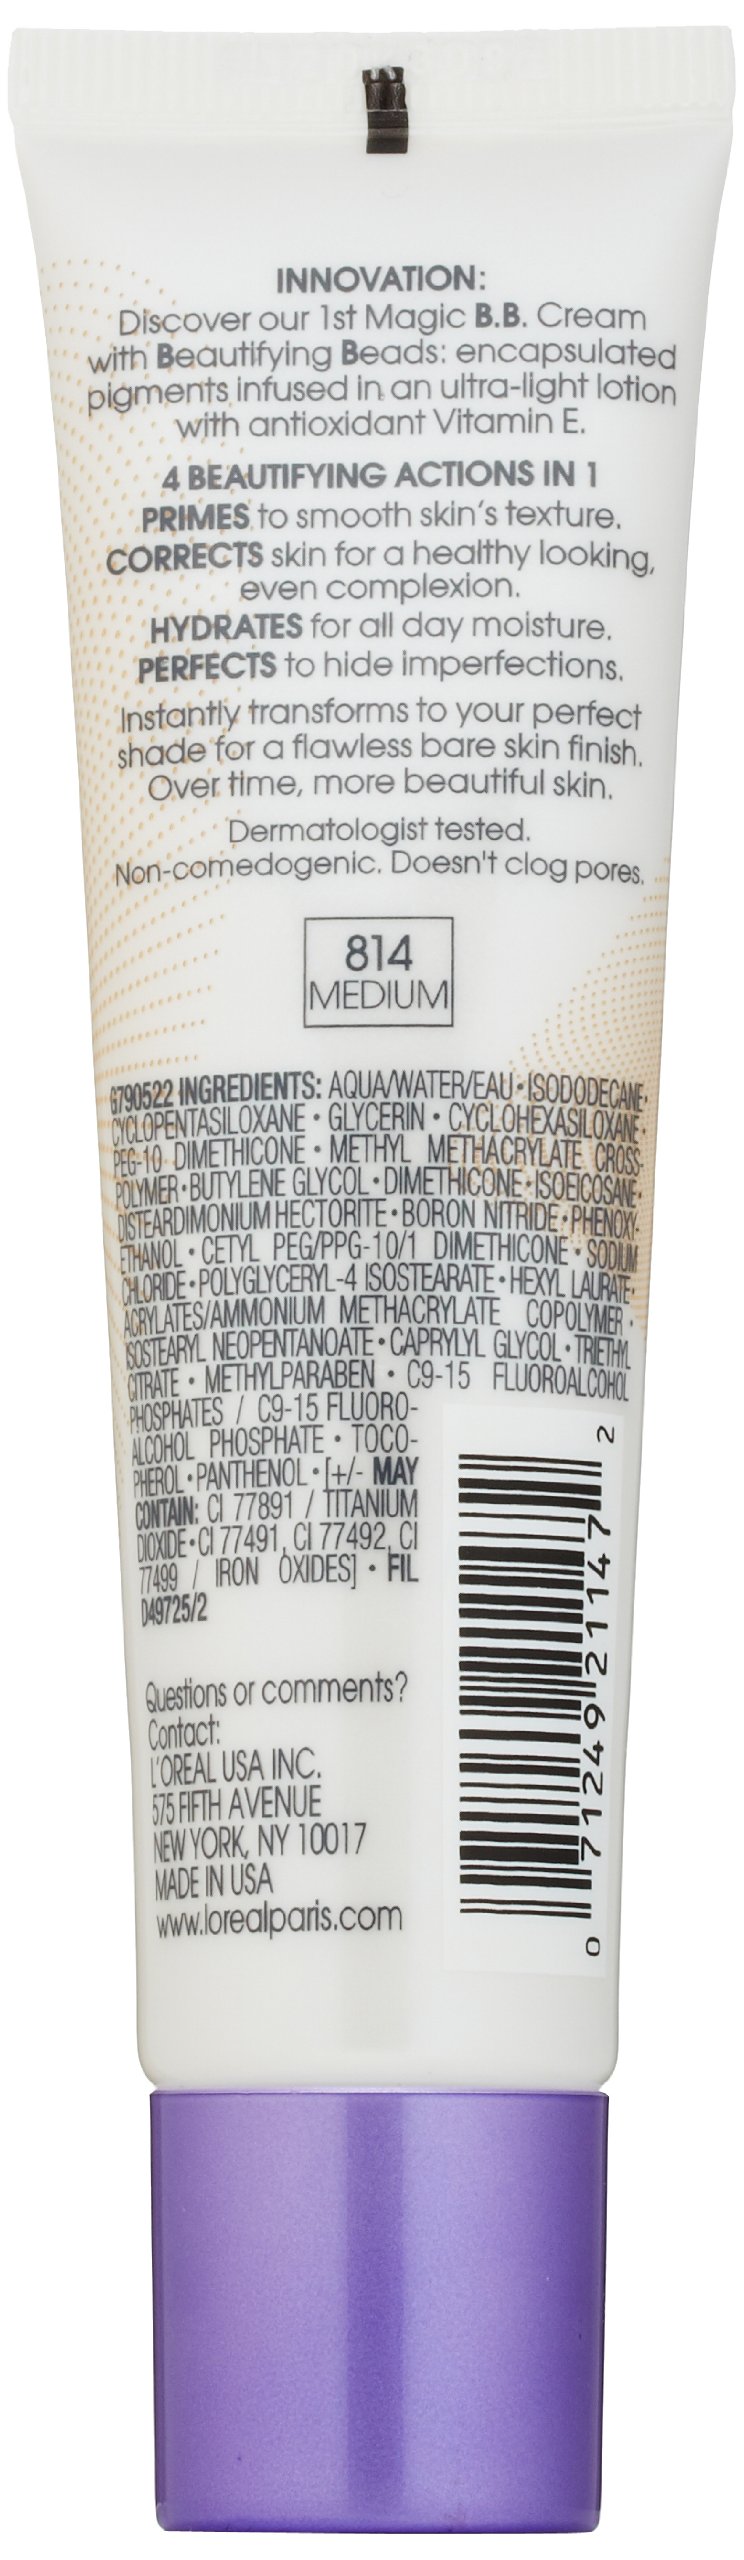 INNOVATION:
Discover our 1st Magic B.B. Cream
with Beautifying Beads: encapsulated
pigments infused in an ultra-light lotion
with antioxidant Vitamin E.
4 BEAUTIFYING ACTIONS IN 1
PRIMES to smooth skin's texture.
CORRECTS skin for a healthy looking,
even complexion.
HYDRATES for all day moisture.
PERFECTS to hide imperfections.
Instantly transforms to your perfect
shade for a flawless bare skin finish.
Over time, more beautiful skin.
Dermatologist tested.
Non-comedogenic. Doesn't clog pores.
814
MEDIUM
G790522 INGREDIENTS: AQUA/WATER/EAU • ISODODECANE •
CYCLOPENTASILOXANE • GLYCERIN • CYCLOHEXASILOXANE •
PEG-10 DIMETHICONE • METHYL METHACRYLATE CROSS-
POLYMER • BUTYLENE GLYCOL • DIMETHICONE • ISOEICOSANE •
DISTEARDIMONIUM HECTORITE • BORON NITRIDE • PHENOXY-
ETHANOL • CETYL PEG/PPG-10/1 DIMETHICONE • SODIUM
CHLORIDE • POLYGLYCERYL-4 ISOSTEARATE • HEXYL LAURATE •
ACRYLATES/AMMONIUM METHACRYLATE COPOLYMER •
ISOSTEARYL NEOPENTANOATE • CAPRYLYL GLYCOL • TRIETHYL
CITRATE • METHYLPARABEN • C9-15 FLUOROALCOHOL
PHOSPHATES / C9-15 FLUORO-
ALCOHOL PHOSPHATE • TOCO-
PHEROL • PANTHENOL • [+/- MAY
CONTAIN: CI 77891 / TITANIUM
DIOXIDE • CI 77491, CI 77492, CI
77499 / IRON OXIDES] • FIL
D49725/2
Questions or comments?
Contact:
L'OREAL USA INC.
575 FIFTH AVENUE
NEW YORK, NY 10017
MADE IN USA
www.lorealparis.com
0 71249 21147 2